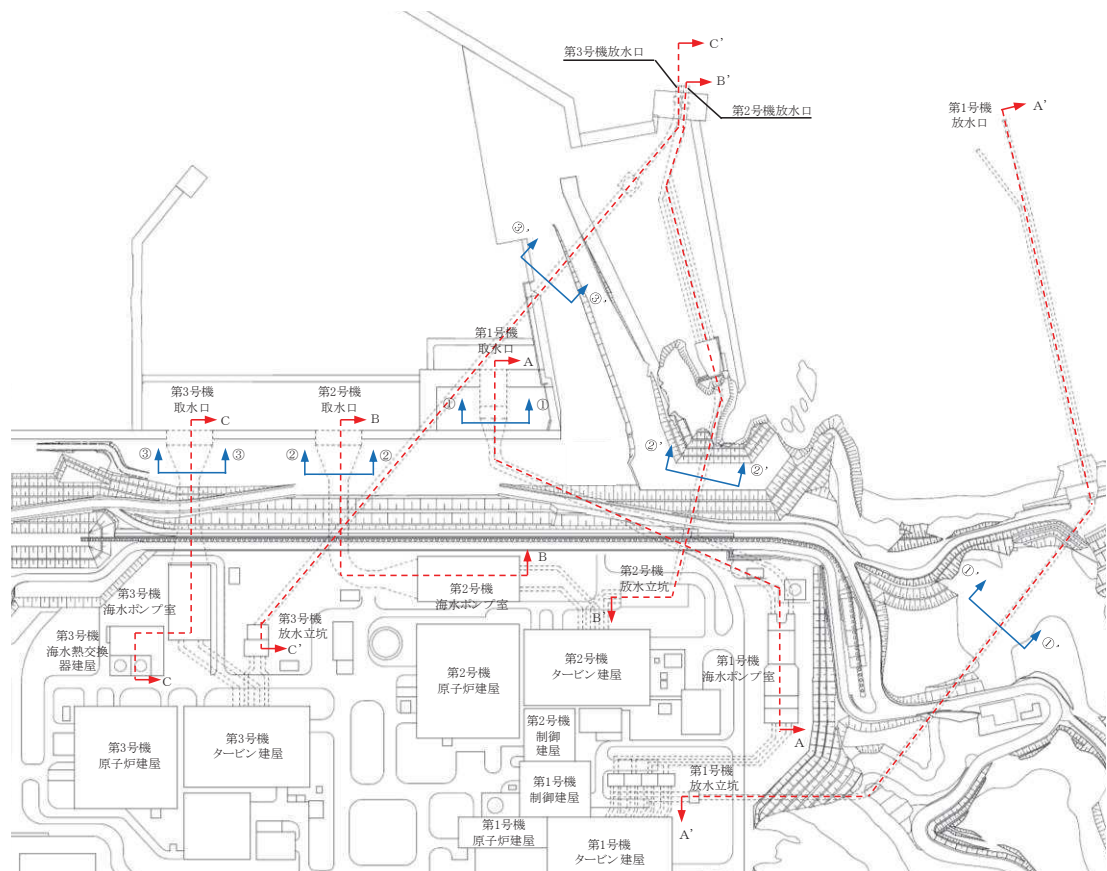 C'
第3号機放水口
B'
第2号機放水口
第1号機
放水口
A'
第1号機
取水口
A
第3号機
取水口
C
第2号機
取水口
B
①
①
③
③
②
②
②'
②'
B
第3号機
海水ポンプ室
第2号機
海水ポンプ室
第2号機
放水立坑
B'
第3号機
放水立坑
C'
第3号機
海水熱交換
器建屋
C
第1号機
海水ポンプ室
A
第2号機
原子炉建屋
第2号機
タービン建屋
第2号機
制御
建屋
第3号機
原子炉建屋
第3号機
タービン建屋
第1号機
制御建屋
第1号機
放水立坑
A'
第1号機
原子炉建屋
第1号機
タービン建屋